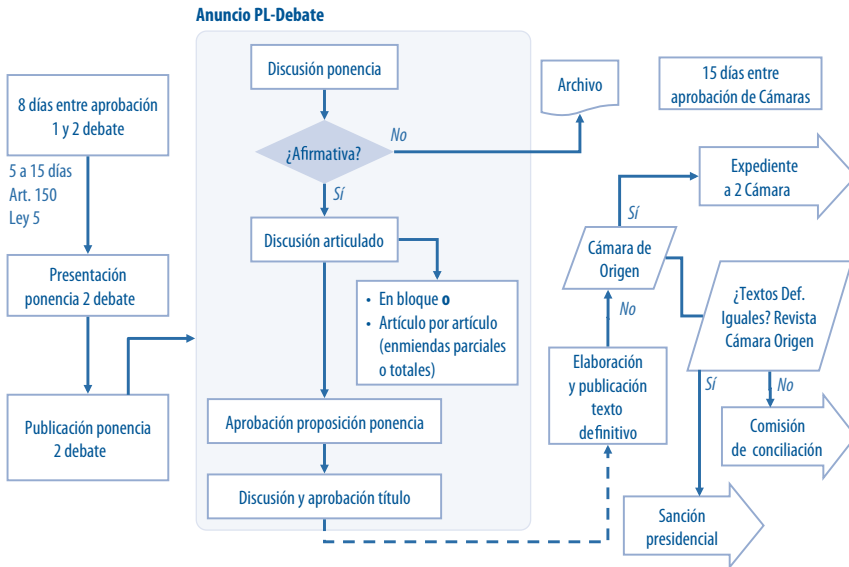 Anuncio PL-Debate
8 días entre aprobación
1 y 2 debate
5 a 15 días
Art. 150
Ley 5
Presentación
ponencia 2 debate
Publicación ponencia
2 debate
Discusión ponencia
¿Afirmativa?
No
Sí
Discusión articulado
• En bloque o
• Artículo por artículo
(enmiendas parciales
o totales)
Aprobación proposición ponencia
Discusión y aprobación título
Archivo
15 días entre
aprobación de Cámaras
Expediente
a 2 Cámara
Sí
Cámara de
Origen
No
Elaboración
y publicación
texto
definitivo
¿Textos Def.
Iguales? Revista
Cámara Origen
Sí
No
Comisión
de conciliación
Sanción
presidencial